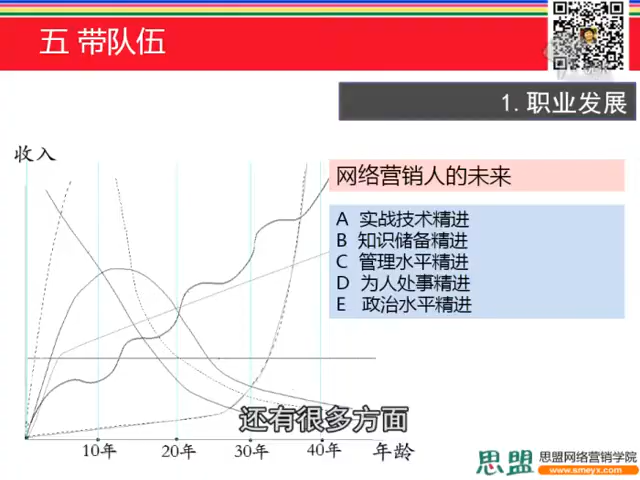 五 带队伍
1. 职业发展
收入
网络营销人的未来
A 实战技术精进
B 知识储备精进
C 管理水平精进
D 为人处事精进
E 政治水平精进
还有很多方面
10年 20年 30年 40年 年龄
思盟 思盟网络营销学院
www.smeyx.com